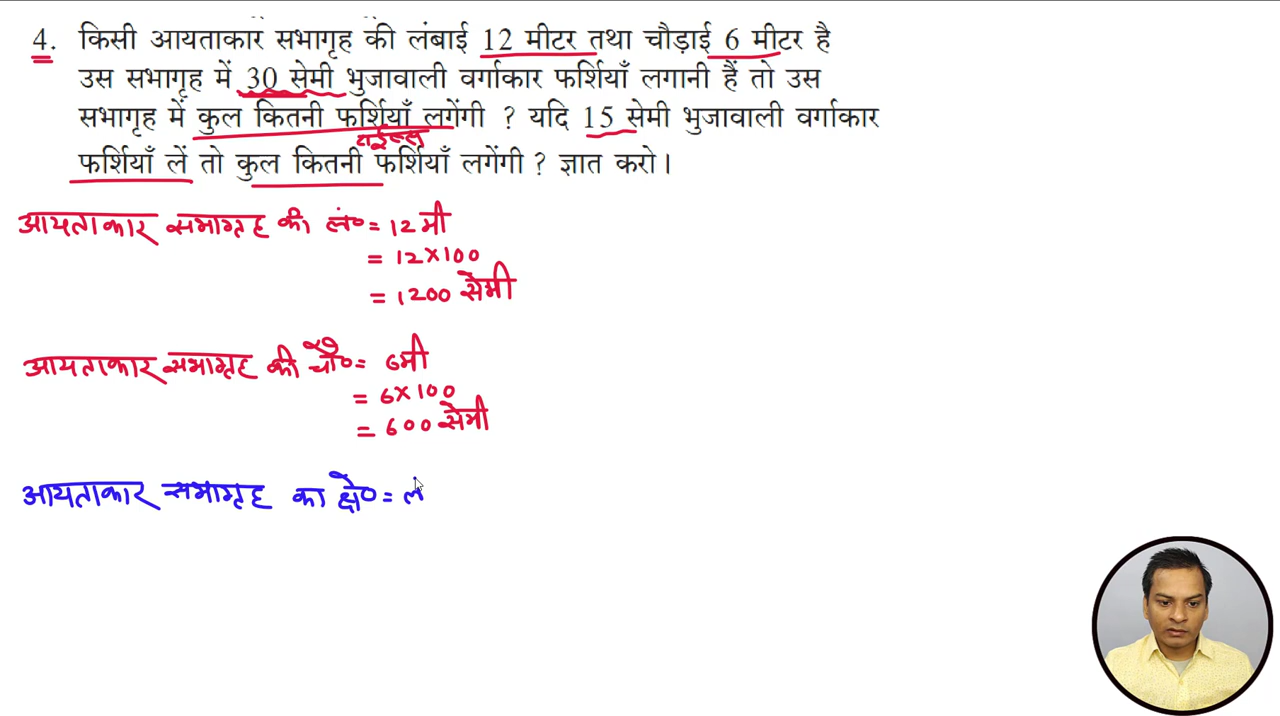 4. किसी आयताकार सभागृह की लंबाई 12 मीटर तथा चौड़ाई 6 मीटर है
उस सभागृह में 30 सेमी भुजावाली वर्गाकार फर्शियाँ लगानी हैं तो उस
सभागृह में कुल कितनी फर्शियाँ लगेंगी ? यदि 15 सेमी भुजावाली वर्गाकार
टाईल्स
फर्शियाँ लें तो कुल कितनी फर्शियाँ लगेंगी ? ज्ञात करो।
आयताकार सभागृह की लं० = 12 मी
= 12 × 100
= 1200 सेमी
आयताकार सभागृह की चौ० = 6 मी
= 6 × 100
= 600 सेमी
आयताकार सभागृह का क्षे० = ल